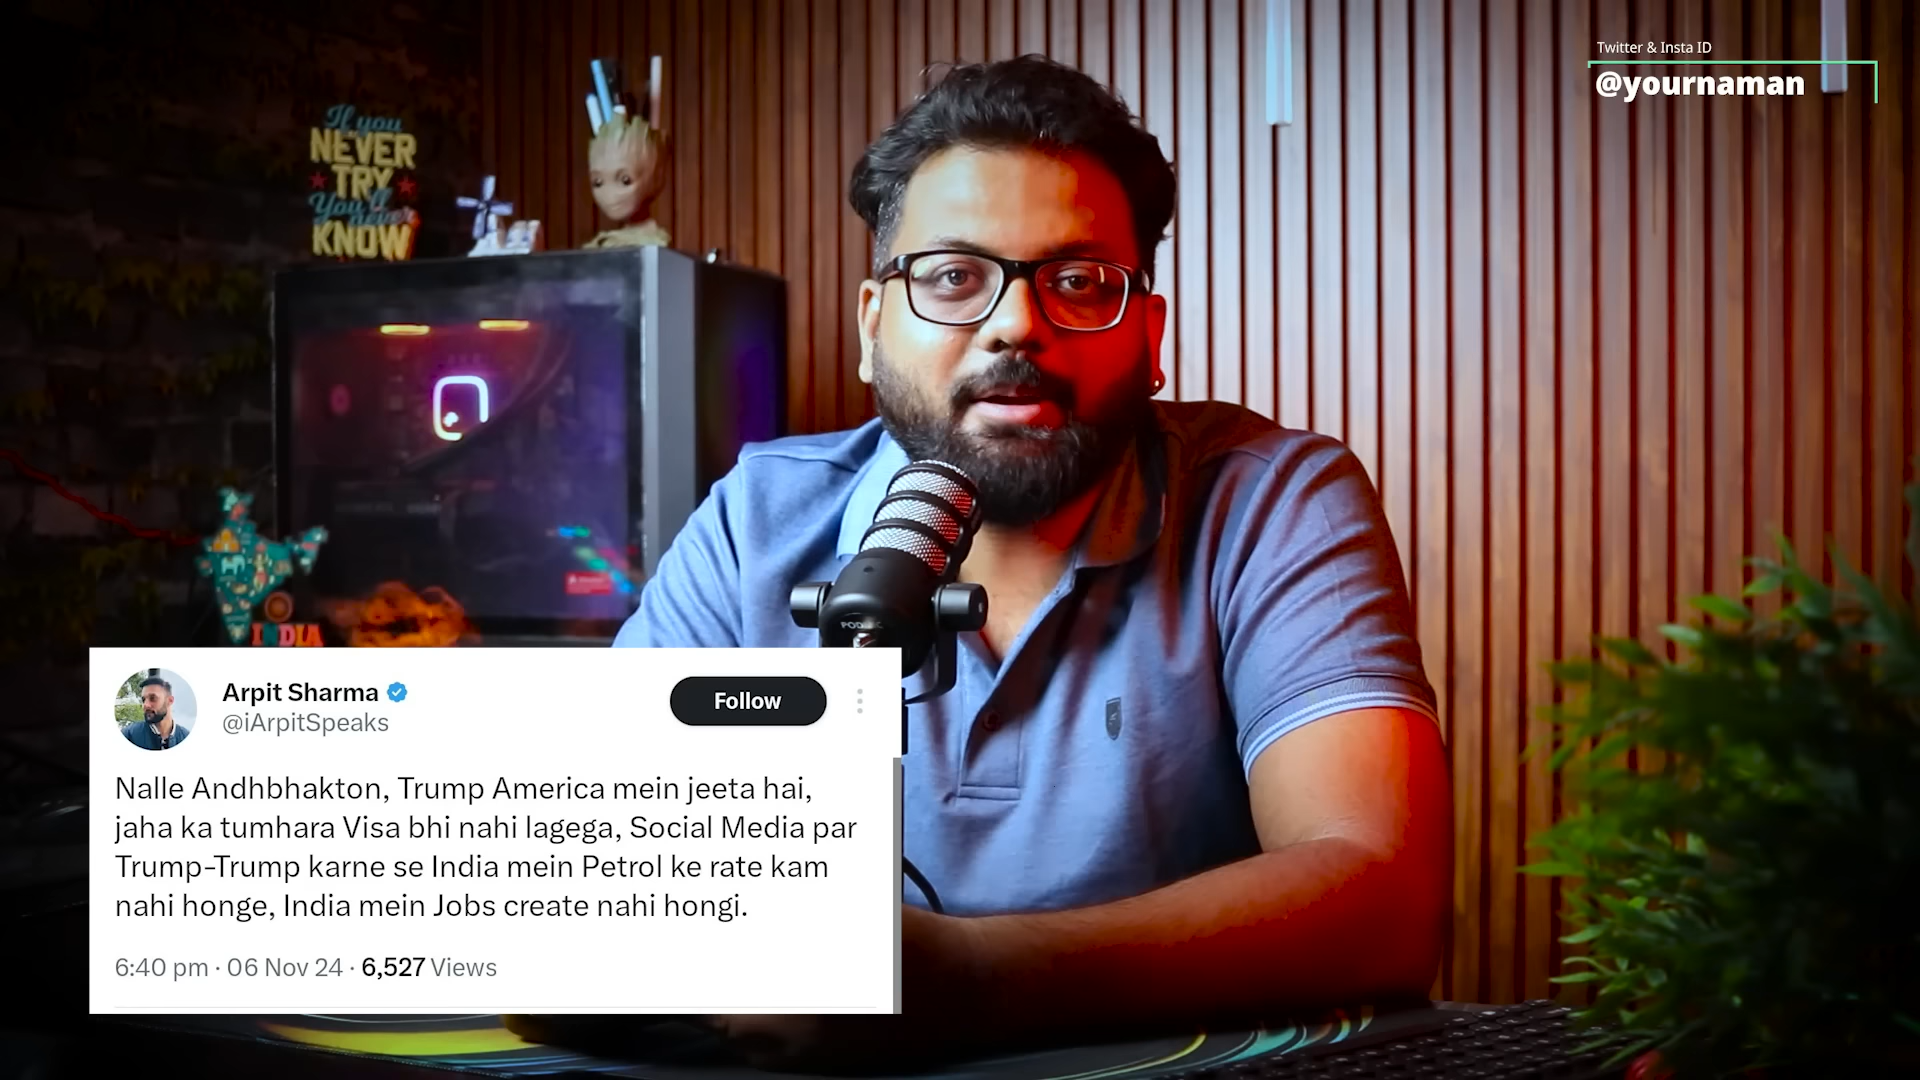 Twitter & Insta ID
@yournaman
If you
NEVER
TRY
You'll
never
KNOW
INDIA
Arpit Sharma
@iArpitSpeaks
Follow
Nalle Andhbhakton, Trump America mein jeeta hai,
jaha ka tumhara Visa bhi nahi lagega, Social Media par
Trump-Trump karne se India mein Petrol ke rate kam
nahi honge, India mein Jobs create nahi hongi.
6:40 pm · 06 Nov 24 · 6,527 Views